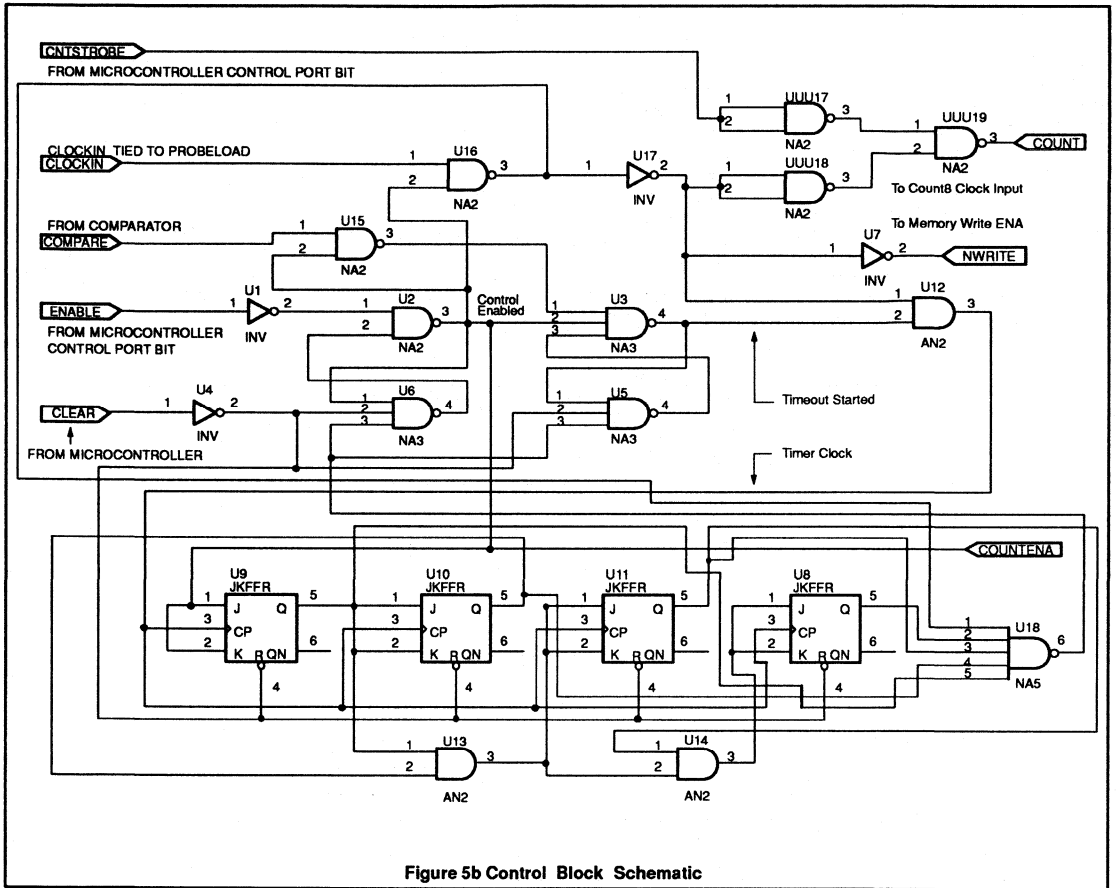 CNTSTROBE
FROM MICROCONTROLLER CONTROL PORT BIT
UUU17
1
2
3
NA2
UUU19
1
2
3
NA2
COUNT
CLOCKIN TIED TO PROBELOAD
CLOCKIN
U16
1
2
3
NA2
U17
1
2
INV
UUU18
1
2
3
NA2
To Count8 Clock Input
FROM COMPARATOR
COMPARE
U15
1
2
3
NA2
To Memory Write ENA
U7
1
2
INV
NWRITE
ENABLE
FROM MICROCONTROLLER
CONTROL PORT BIT
U1
1
2
INV
U2
1
2
3
NA2
Control
Enabled
U3
1
2
3
4
NA3
U12
1
2
3
AN2
CLEAR
FROM MICROCONTROLLER
U4
1
2
INV
U6
1
2
3
4
NA3
U5
1
2
3
4
NA3
Timeout Started
Timer Clock
COUNTENA
U9
JKFFR
1
J
Q
5
3
CP
2
K
R
QN
6
4
U10
JKFFR
1
J
Q
5
3
CP
2
K
R
QN
6
4
U11
JKFFR
1
J
Q
5
3
CP
2
K
R
QN
6
4
U8
JKFFR
1
J
Q
5
3
CP
2
K
R
QN
6
4
U18
1
2
3
4
5
6
NA5
U13
1
2
3
AN2
U14
1
2
3
AN2
Figure 5b Control Block Schematic